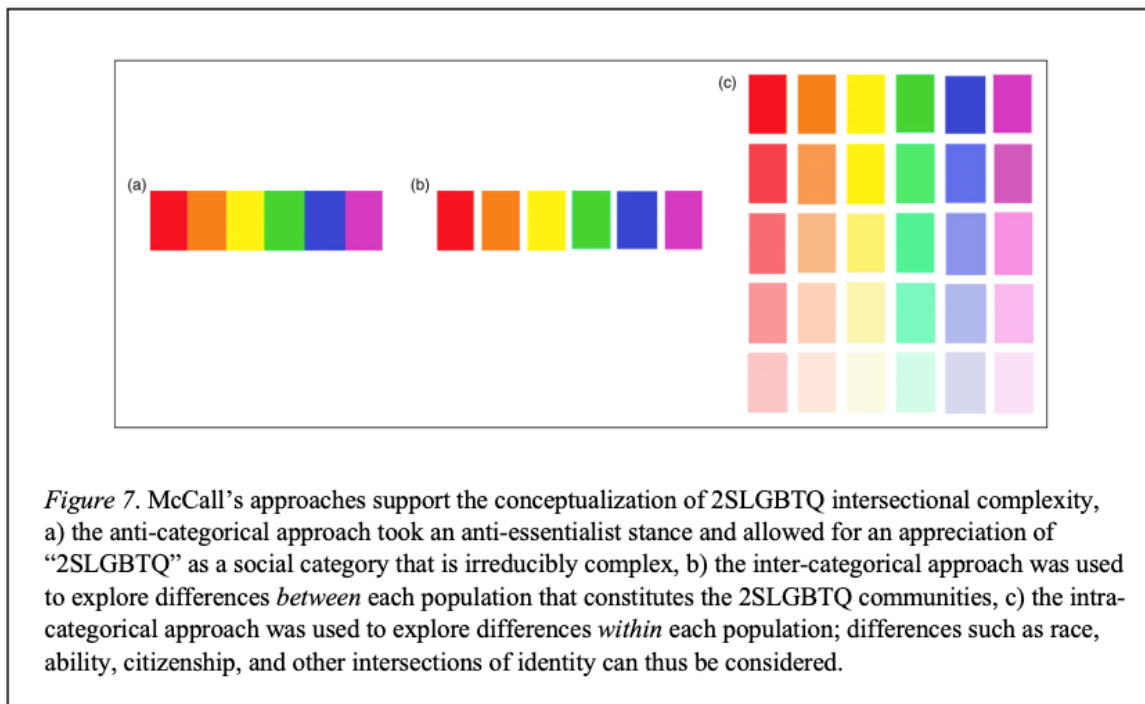 (a)
(b)
(c)
Figure 7. McCall’s approaches support the conceptualization of 2SLGBTQ intersectional complexity,
a) the anti-categorical approach took an anti-essentialist stance and allowed for an appreciation of
“2SLGBTQ” as a social category that is irreducibly complex, b) the inter-categorical approach was used
to explore differences between each population that constitutes the 2SLGBTQ communities, c) the intra-
categorical approach was used to explore differences within each population; differences such as race,
ability, citizenship, and other intersections of identity can thus be considered.